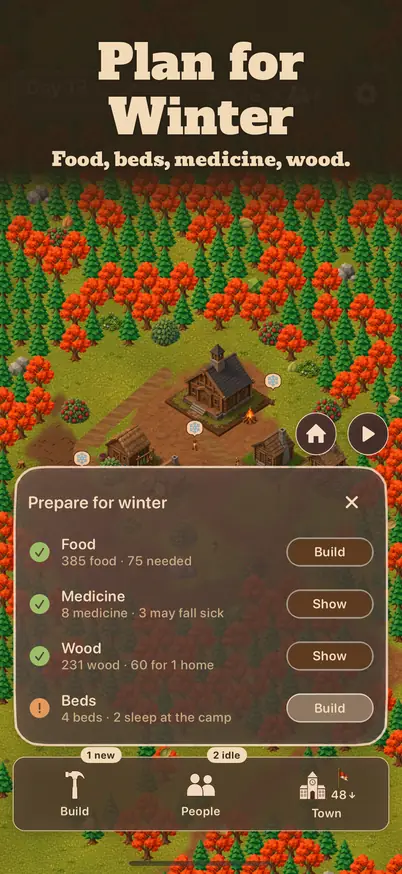 Plan for
Winter
Food, beds, medicine, wood.
Prepare for winter
Food
385 food · 75 needed
Build
Medicine
8 medicine · 3 may fall sick
Show
Wood
231 wood · 60 for 1 home
Show
Beds
4 beds · 2 sleep at the camp
Build
1 new
2 idle
48↓
Build
People
Town